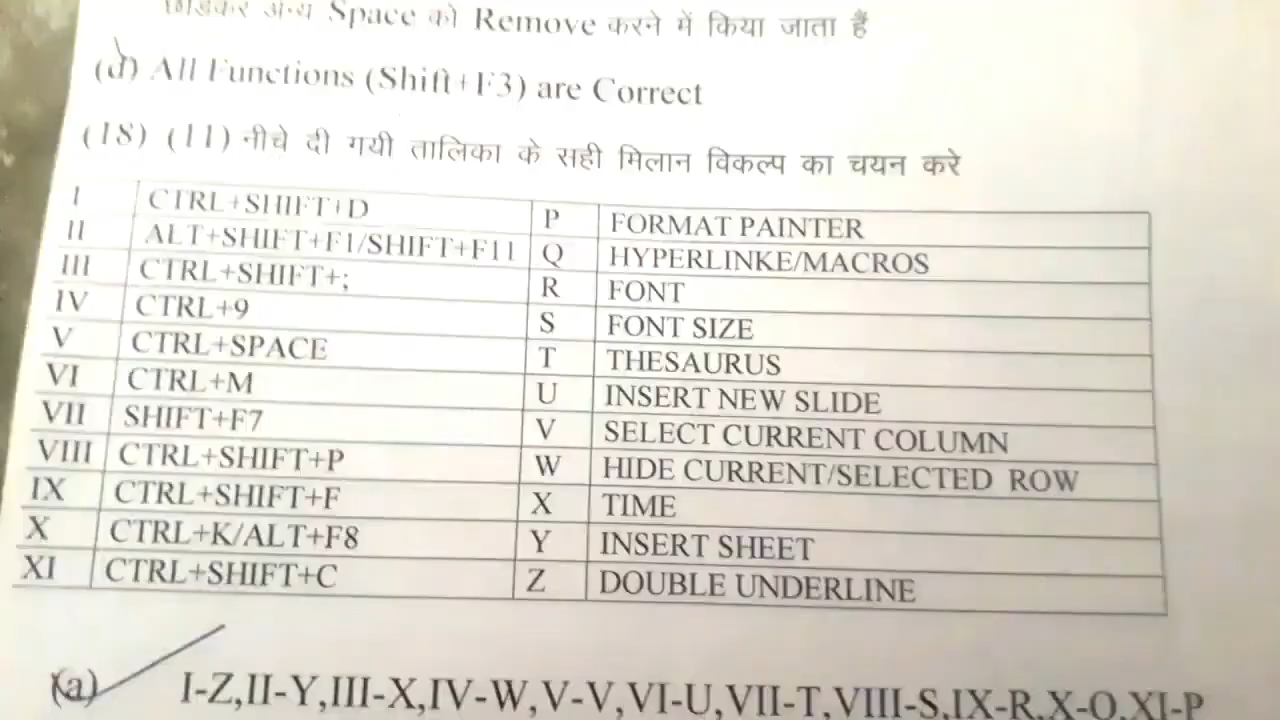 छोडकर अन्य Space को Remove करने में किया जाता हैं
(d) All Functions (Shift+F3) are Correct
(18) (11) नीचे दी गयी तालिका के सही मिलान विकल्प का चयन करे
I CTRL+SHIFT+D P FORMAT PAINTER
II ALT+SHIFT+F1/SHIFT+F11 Q HYPERLINKE/MACROS
III CTRL+SHIFT+; R FONT
IV CTRL+9 S FONT SIZE
V CTRL+SPACE T THESAURUS
VI CTRL+M U INSERT NEW SLIDE
VII SHIFT+F7 V SELECT CURRENT COLUMN
VIII CTRL+SHIFT+P W HIDE CURRENT/SELECTED ROW
IX CTRL+SHIFT+F X TIME
X CTRL+K/ALT+F8 Y INSERT SHEET
XI CTRL+SHIFT+C Z DOUBLE UNDERLINE
(a) I-Z,II-Y,III-X,IV-W,V-V,VI-U,VII-T,VIII-S,IX-R,X-Q,XI-P